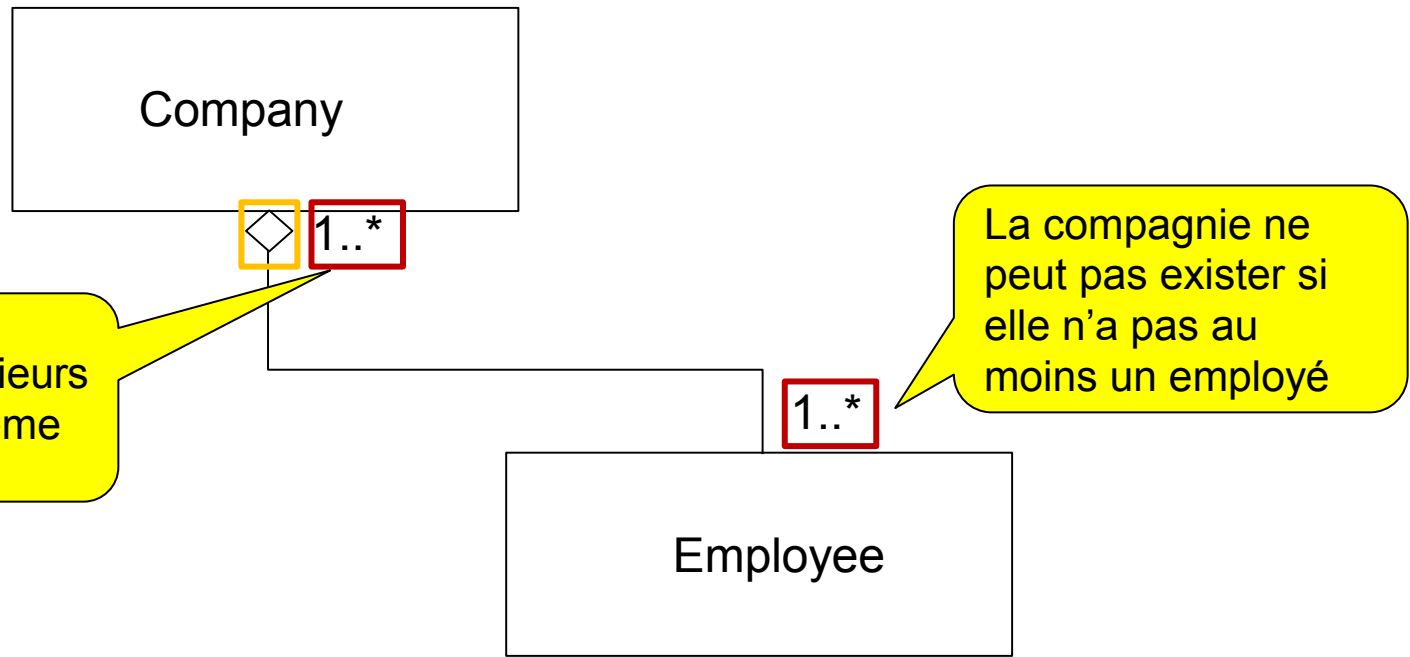 Company
1..*
La compagnie ne
peut pas exister si
elle n'a pas au
moins un employé
1..*
Employee